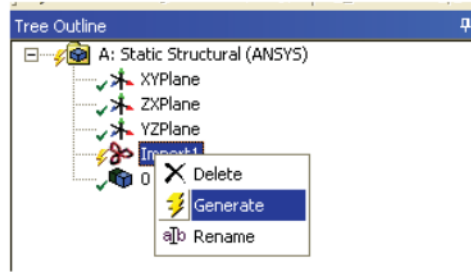 Tree Outline
A: Static Structural (ANSYS)
XYPlane
ZXPlane
YZPlane
Import1
0
Delete
Generate
Rename